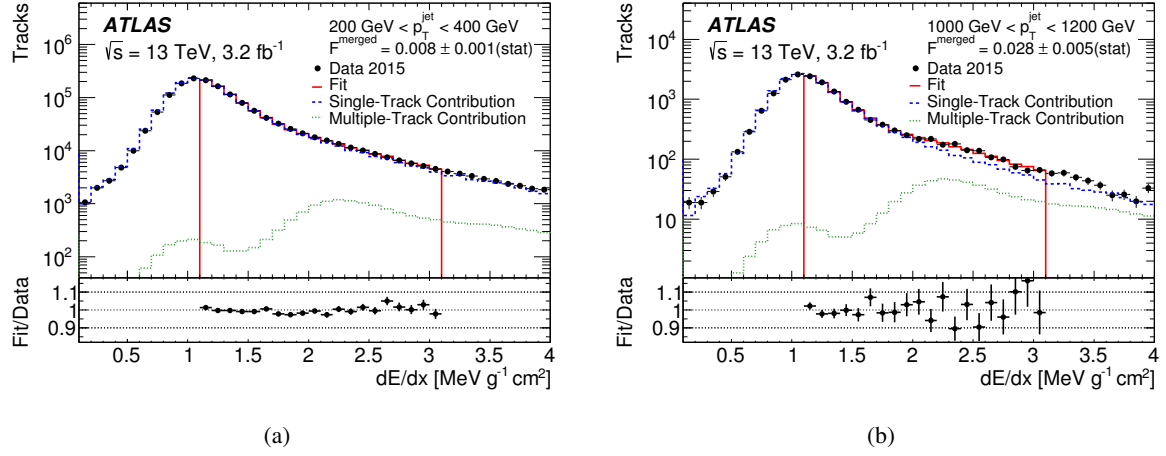 ATLAS
√s = 13 TeV, 3.2 fb⁻¹
200 GeV < p_T^jet < 400 GeV
F^merged = 0.008 ± 0.001(stat)
Data 2015
Fit
Single-Track Contribution
Multiple-Track Contribution
Tracks
10⁶
10⁵
10⁴
10³
10²
Fit/Data
1.1
1
0.9
0.5 1 1.5 2 2.5 3 3.5 4
dE/dx [MeV g⁻¹ cm²]
(a)
ATLAS
√s = 13 TeV, 3.2 fb⁻¹
1000 GeV < p_T^jet < 1200 GeV
F^merged = 0.028 ± 0.005(stat)
Data 2015
Fit
Single-Track Contribution
Multiple-Track Contribution
Tracks
10⁴
10³
10²
10
Fit/Data
1.1
1
0.9
0.5 1 1.5 2 2.5 3 3.5 4
dE/dx [MeV g⁻¹ cm²]
(b)